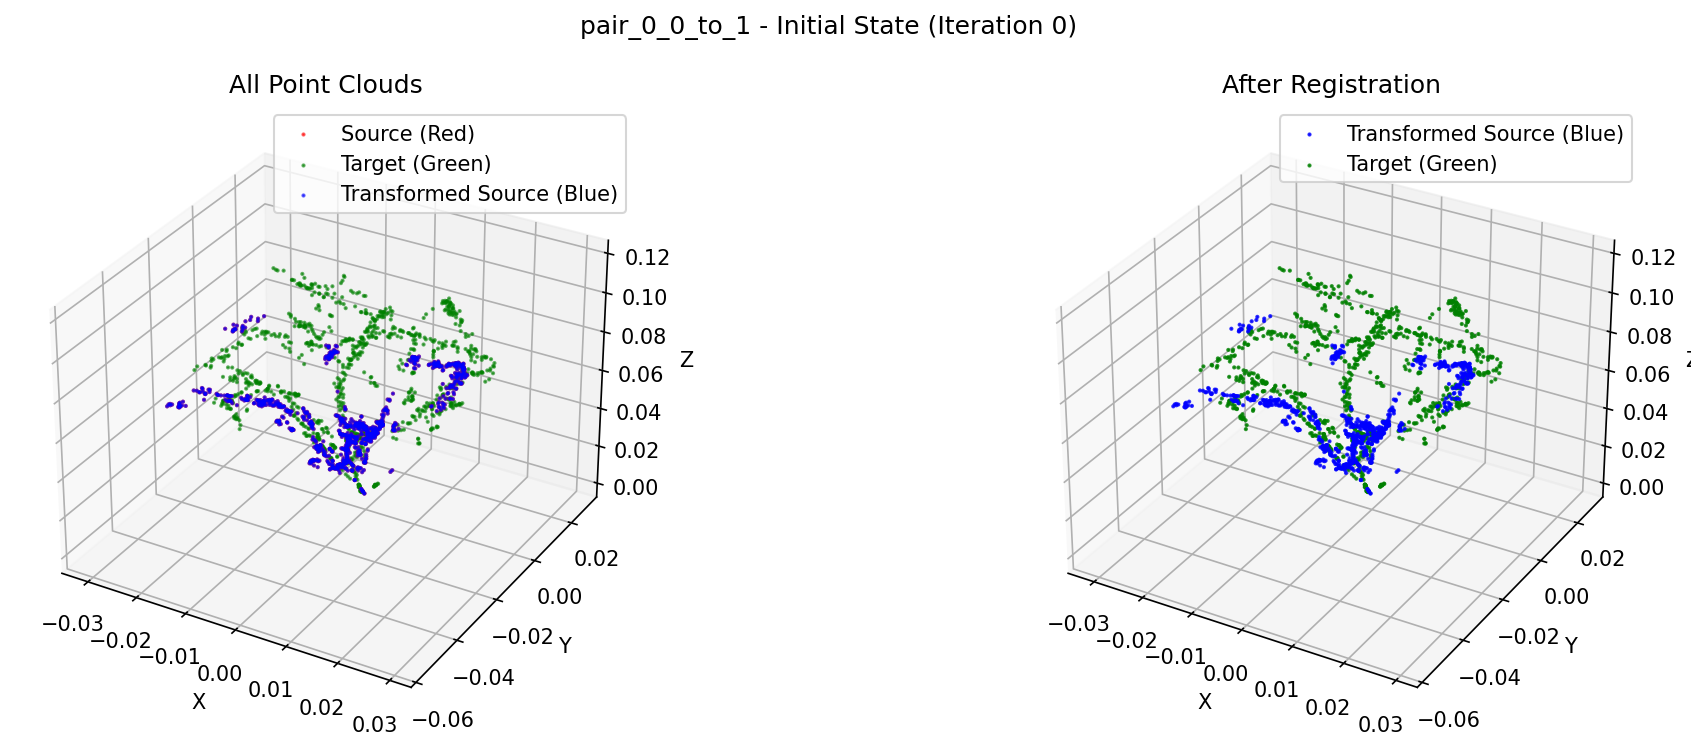 pair_0_0_to_1 - Initial State (Iteration 0)
All Point Clouds
Source (Red)
Target (Green)
Transformed Source (Blue)
0.12
0.10
0.08
0.06
0.04
0.02
0.00
Z
0.02
0.00
−0.02
−0.04
−0.06
Y
−0.03
−0.02
−0.01
0.00
0.01
0.02
0.03
X
After Registration
Transformed Source (Blue)
Target (Green)
0.12
0.10
0.08
0.06
0.04
0.02
0.00
0.02
0.00
−0.02
−0.04
−0.06
Y
−0.03
−0.02
−0.01
0.00
0.01
0.02
0.03
X